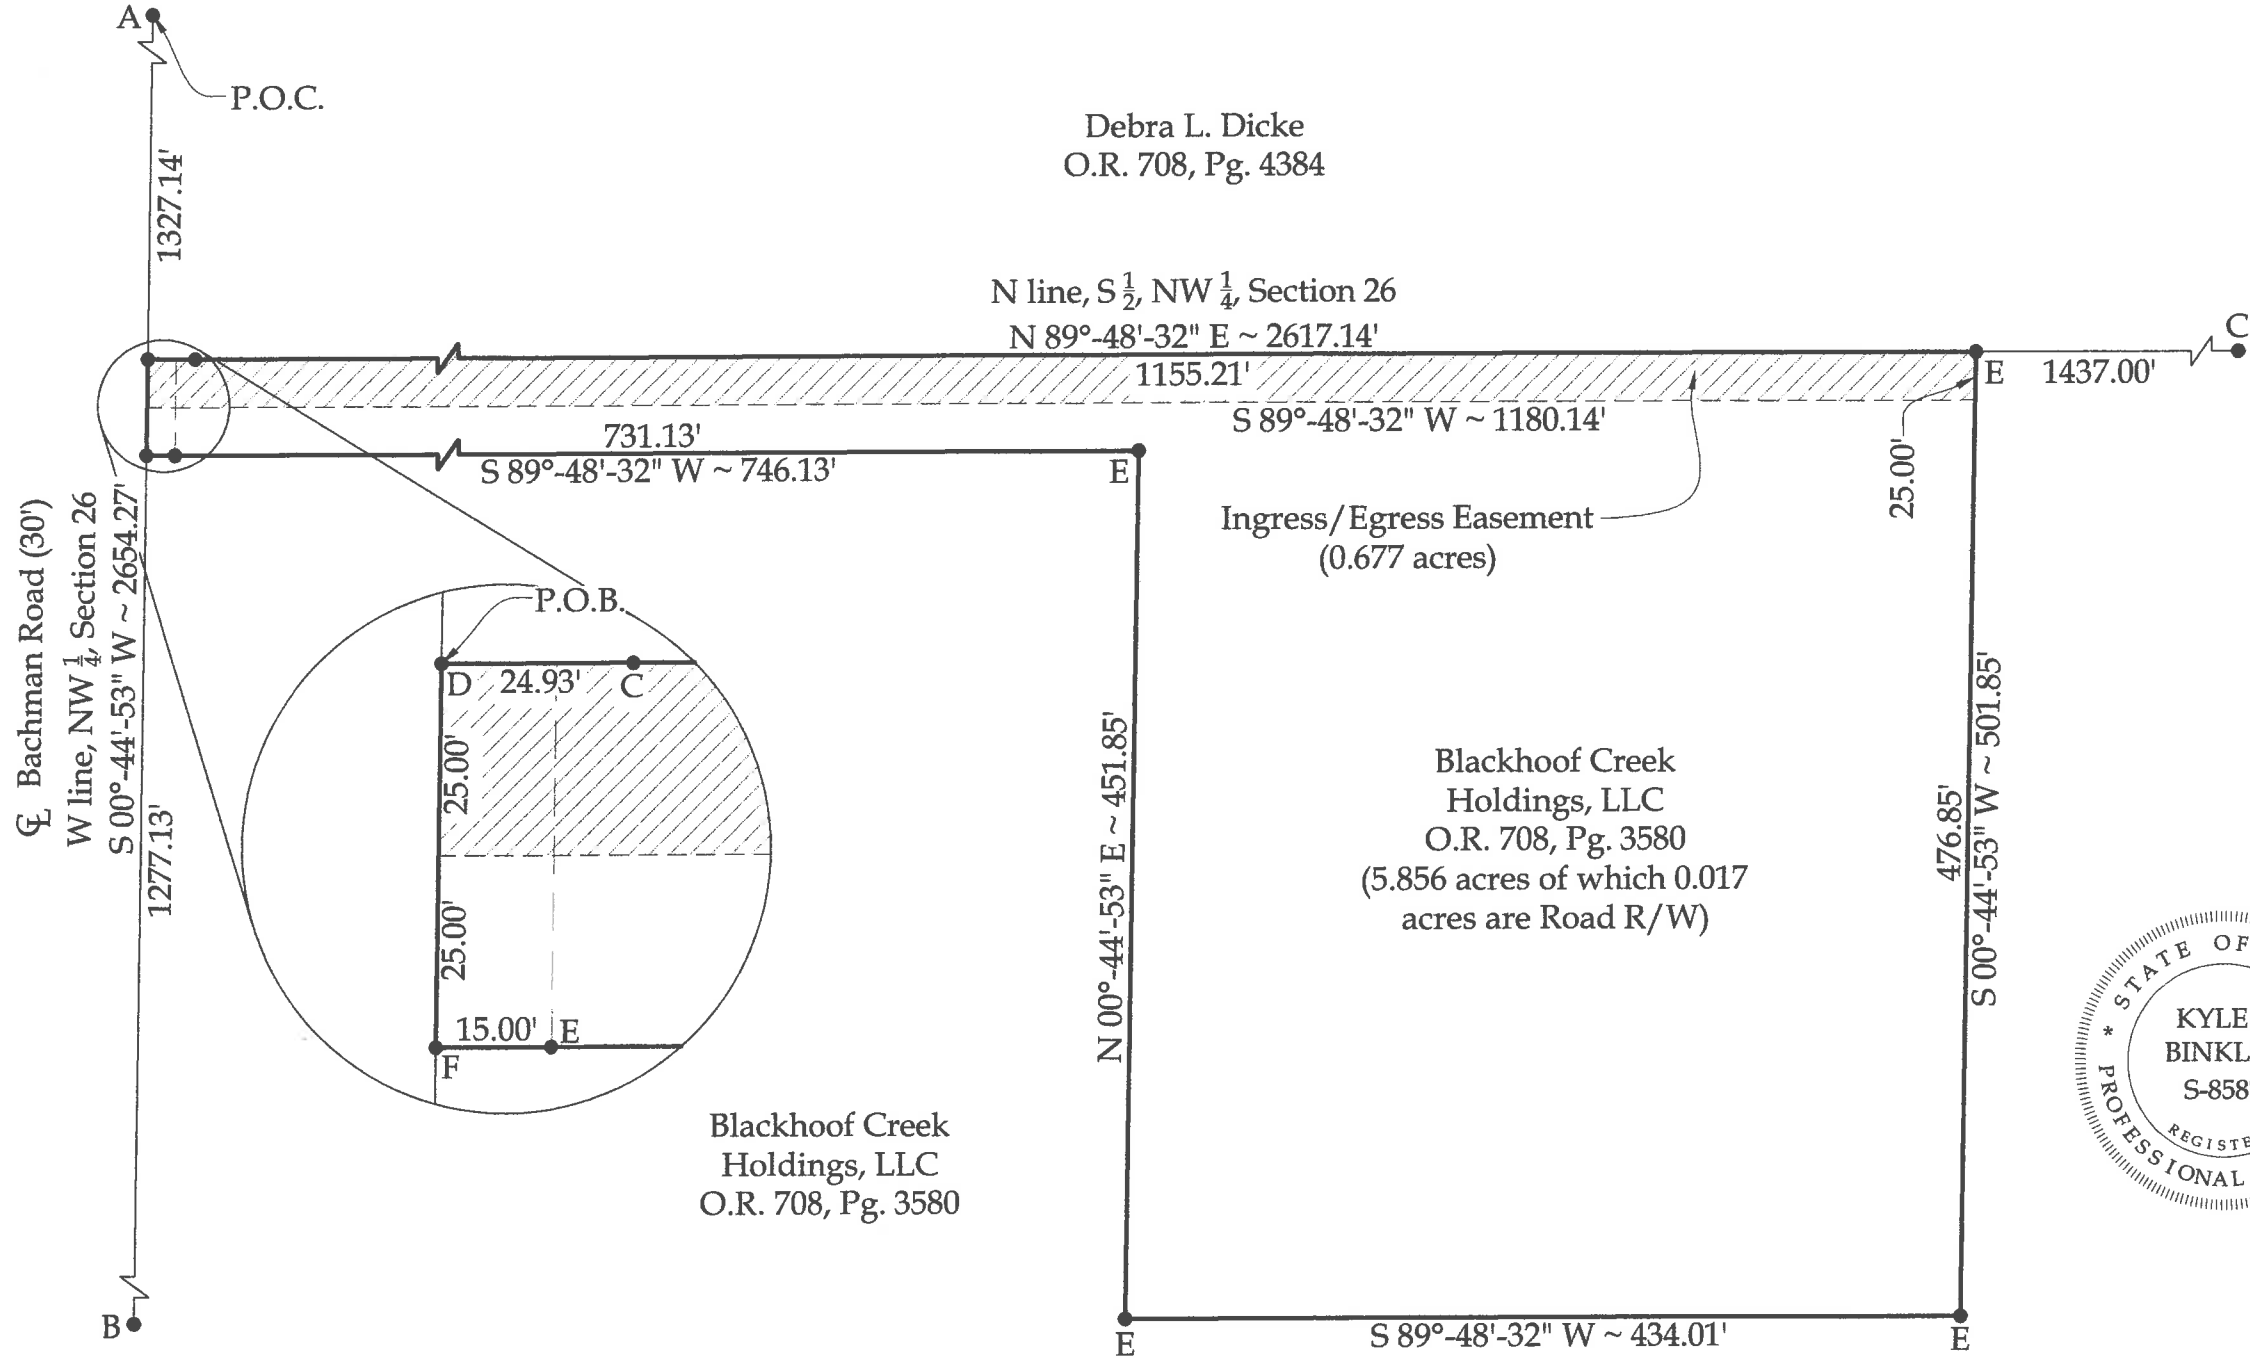 A
P.O.C.
1327.14'
Debra L. Dicke
O.R. 708, Pg. 4384
N line, S 1/2, NW 1/4, Section 26
N 89°-48'-32" E ~ 2617.14'
C
1155.21'
E
1437.00'
S 89°-48'-32" W ~ 1180.14'
25.00'
731.13'
S 89°-48'-32" W ~ 746.13'
E
Ingress/Egress Easement
(0.677 acres)
℄ Bachman Road (30')
W line, NW 1/4, Section 26
S 00°-44'-53" W ~ 2654.27'
1277.13'
P.O.B.
D
24.93'
C
25.00'
25.00'
15.00'
E
F
N 00°-44'-53" E ~ 451.85'
Blackhoof Creek
Holdings, LLC
O.R. 708, Pg. 3580
(5.856 acres of which 0.017
acres are Road R/W)
476.85'
S 00°-44'-53" W ~ 501.85'
STATE OF
KYLE
BINKL
S-858
REGISTE
* PROFESSIONAL
Blackhoof Creek
Holdings, LLC
O.R. 708, Pg. 3580
B
E
S 89°-48'-32" W ~ 434.01'
E